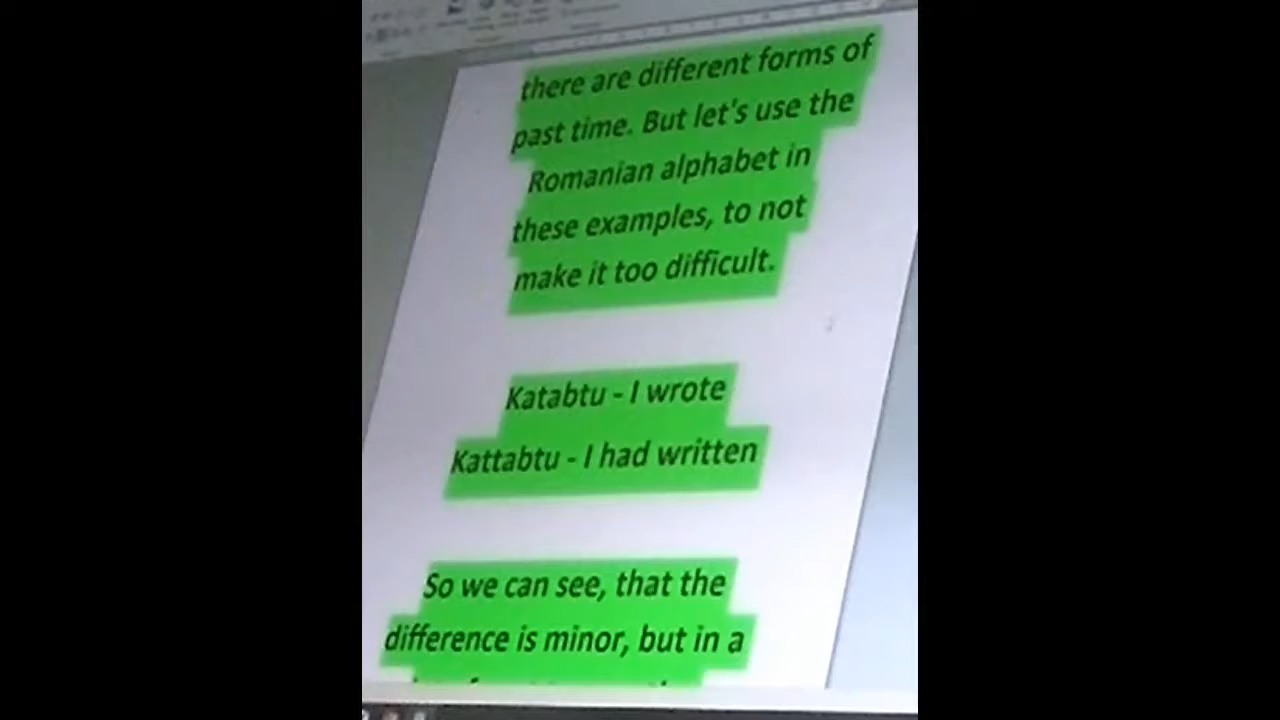 there are different forms of
past time. But let's use the
Romanian alphabet in
these examples, to not
make it too difficult.
Katabtu - I wrote
Kattabtu - I had written
So we can see, that the
difference is minor, but in a